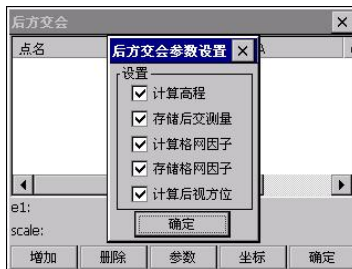 后方交会
点名
后方交会参数设置
设置
计算高程
存储后交测量
计算格网因子
存储格网因子
计算后视方位
确定
e1:
scale:
增加 删除 参数 坐标 确定